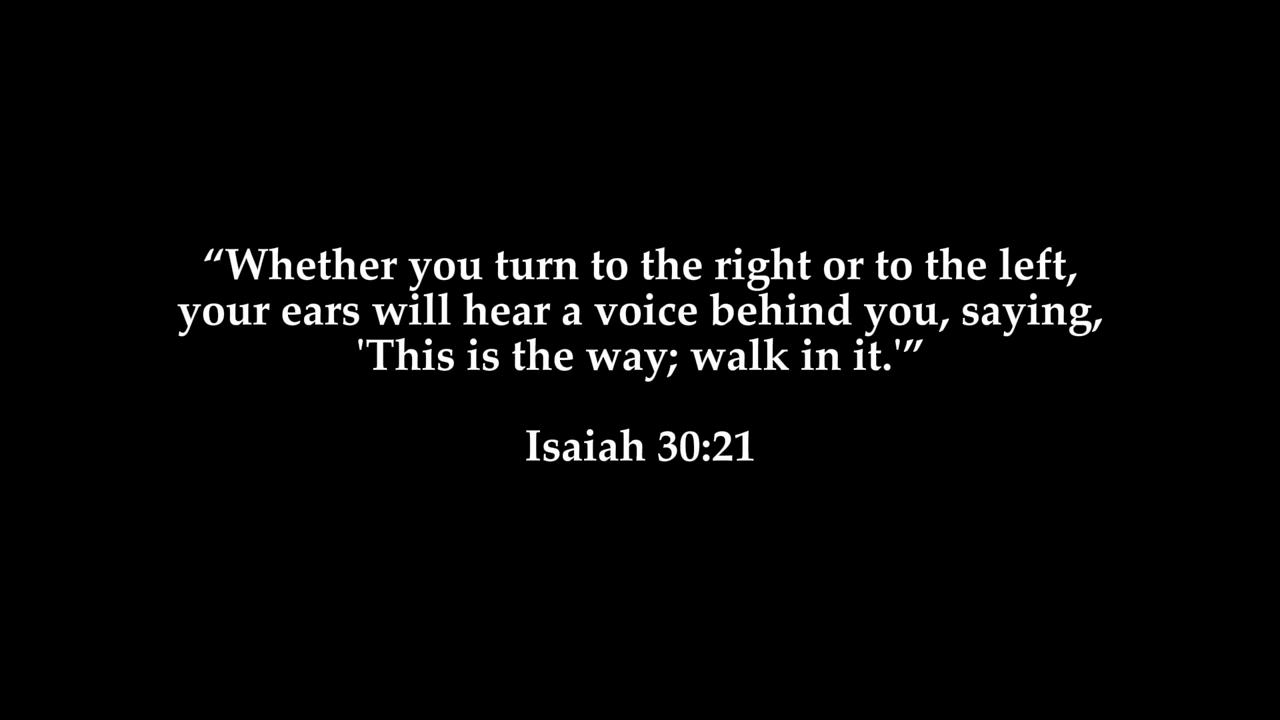 “Whether you turn to the right or to the left,
your ears will hear a voice behind you, saying,
'This is the way; walk in it.'”
Isaiah 30:21